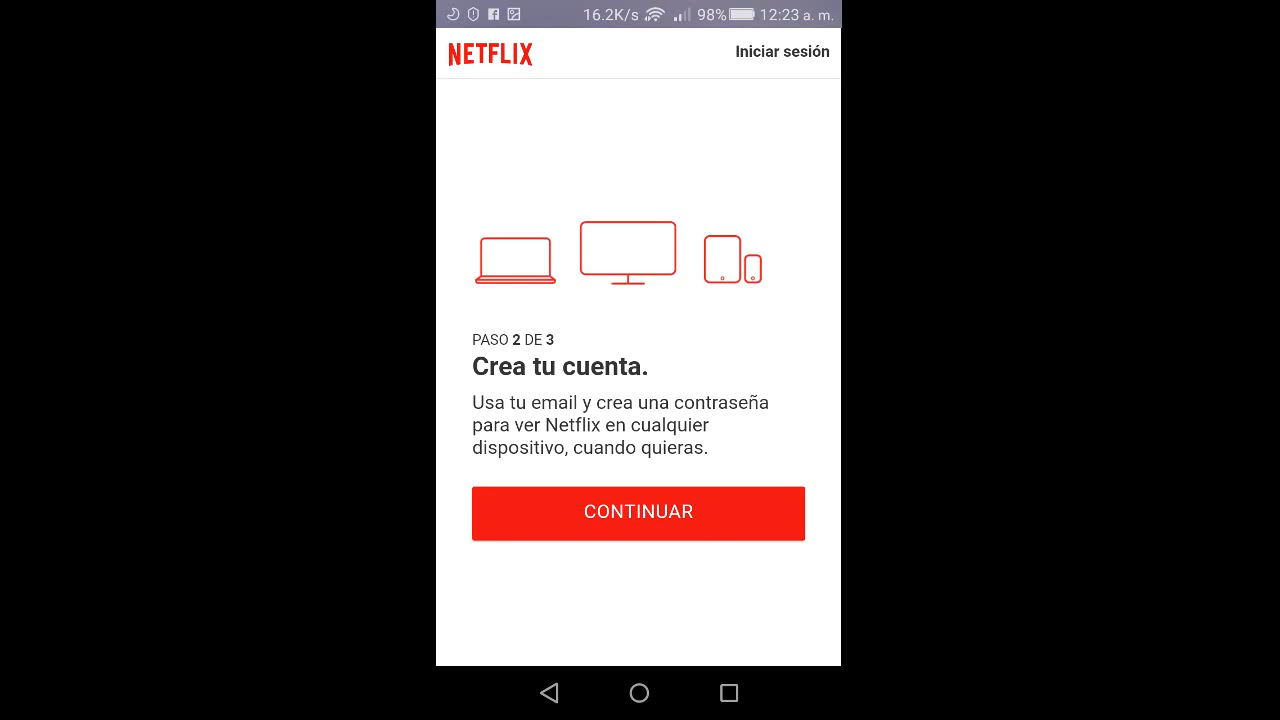 16.2K/s 98% 12:23 a. m.
NETFLIX Iniciar sesión
PASO 2 DE 3
Crea tu cuenta.
Usa tu email y crea una contraseña
para ver Netflix en cualquier
dispositivo, cuando quieras.
CONTINUAR